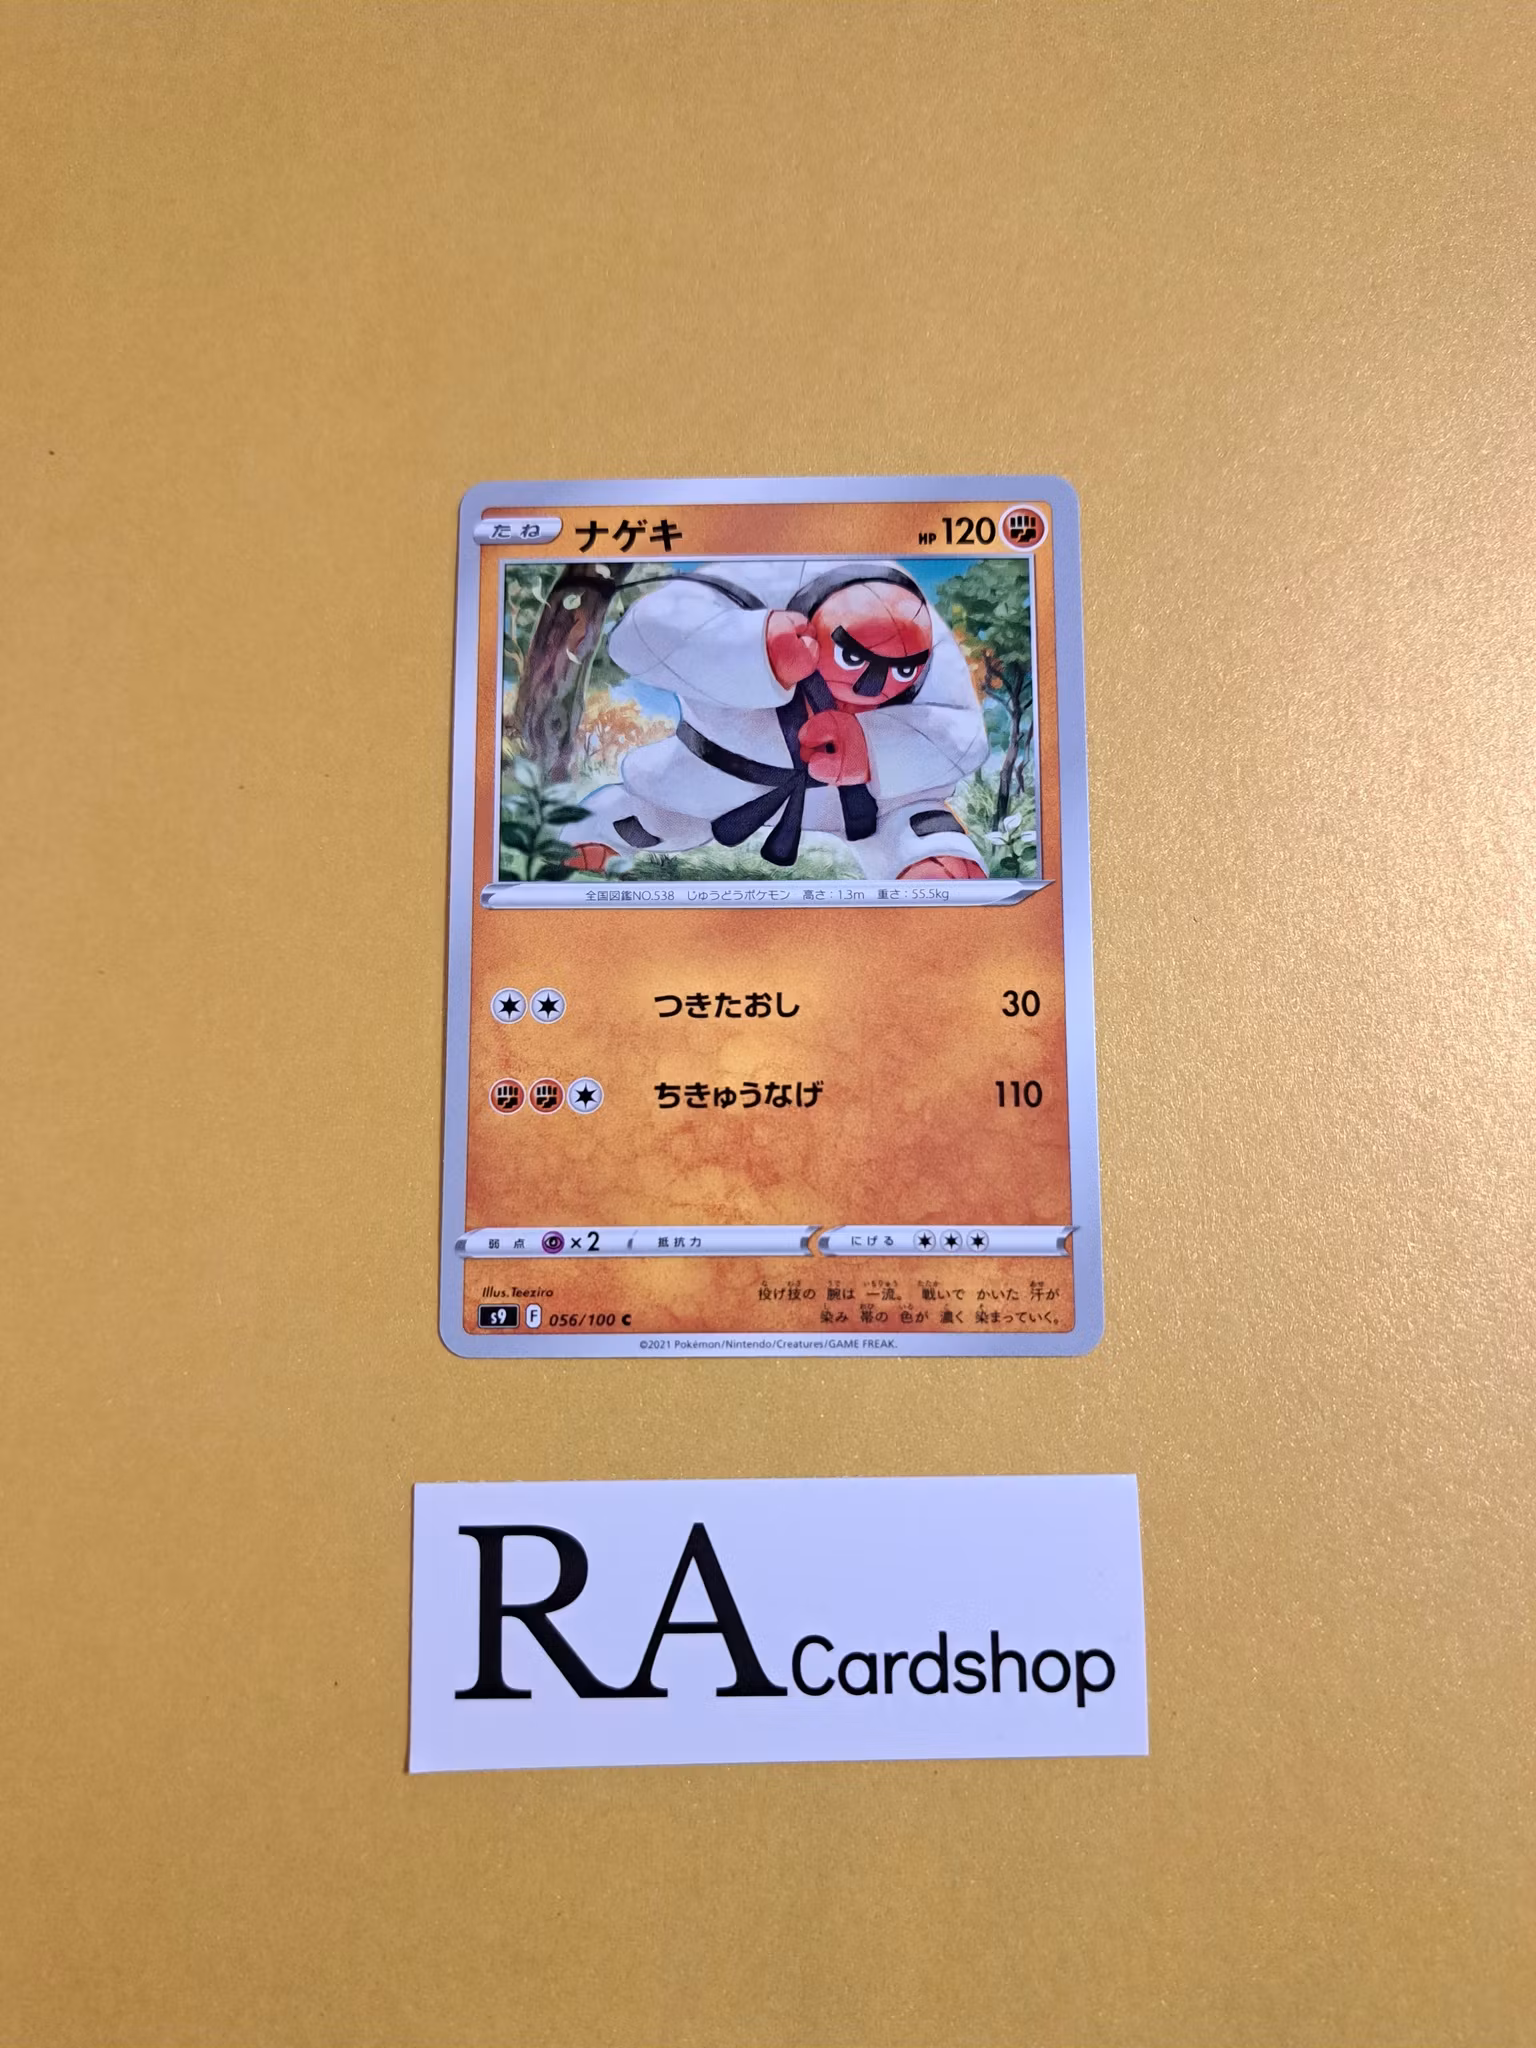 たね ナゲキ HP 120
全国図鑑NO.538 じゅうどうポケモン 高さ：1.3m 重さ：55.5kg
つきたおし 30
ちきゅうなげ 110
弱点 ×2 抵抗力 にげる
Illus. Teeziro
投げ技の 腕は 一流。 戦いで かいた 汗が
染み 帯の 色が 濃く 染まっていく。
s9 F 056/100 C
©2021 Pokémon/Nintendo/Creatures/GAME FREAK.
RA Cardshop